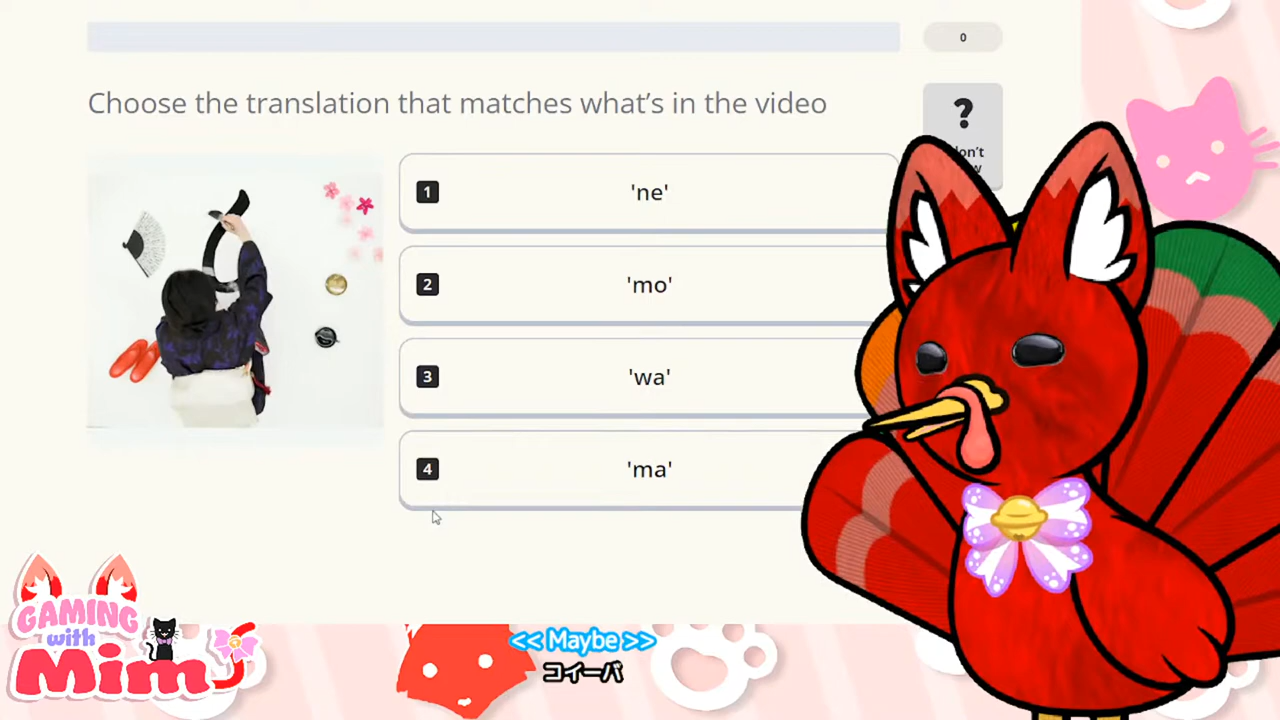 0
Choose the translation that matches what's in the video
?
1 'ne'
2 'mo'
3 'wa'
4 'ma'
GAMING
with
Mim
<< Maybe >>
コイーバ